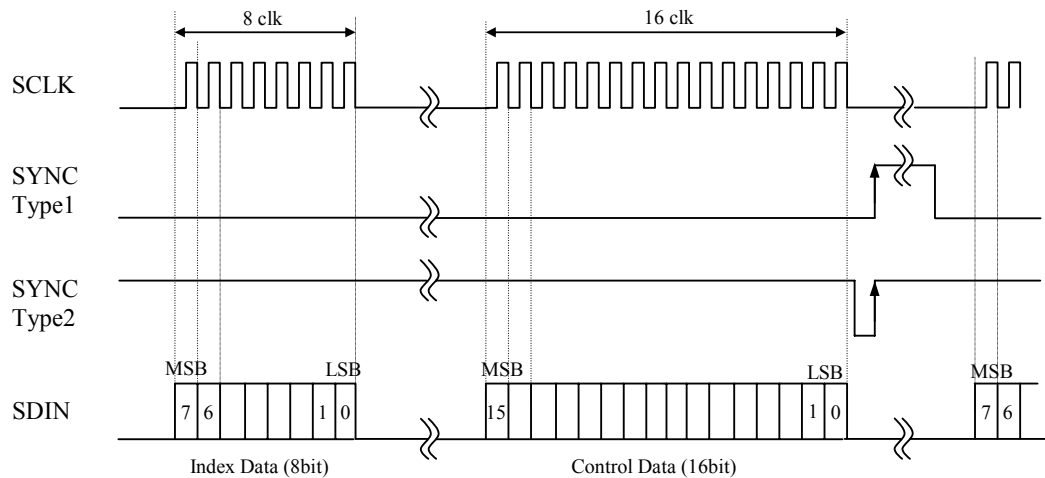 8 clk
16 clk
SCLK
SYNC
Type1
SYNC
Type2
MSB
LSB
MSB
LSB
MSB
SDIN
7 6 1 0
15 1 0
7 6
Index Data (8bit)
Control Data (16bit)